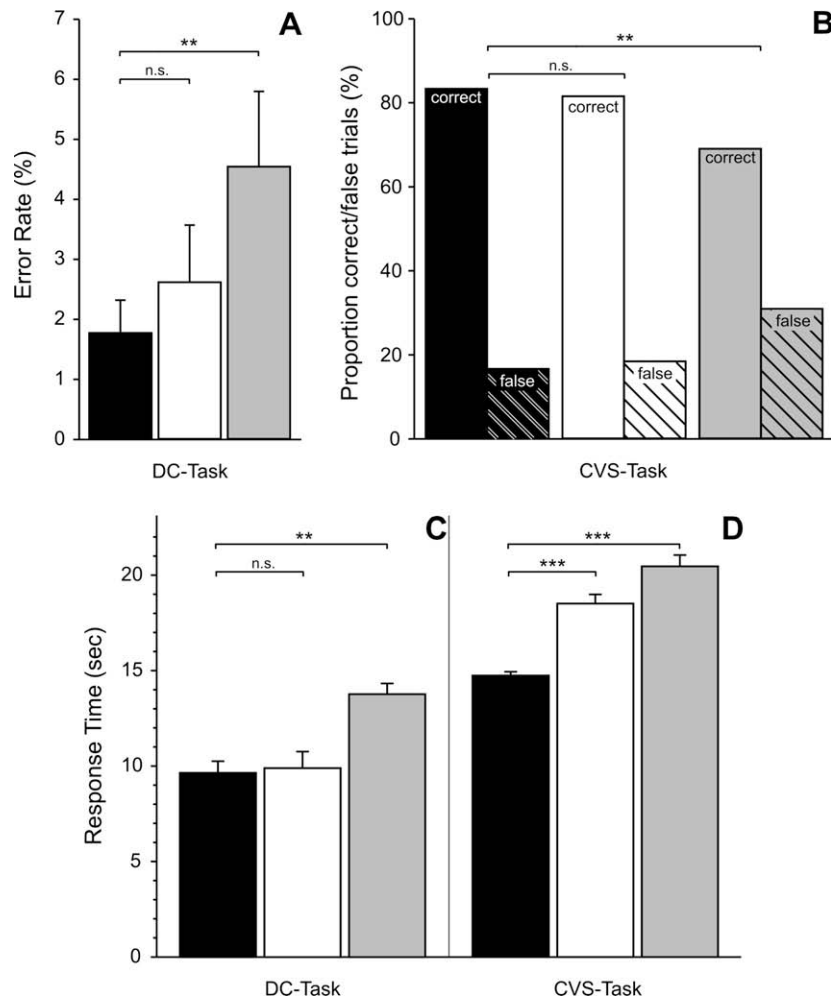 A
7
6
5
4
3
2
1
0
Error Rate (%)
**
n.s.
DC-Task
B
100
80
60
40
20
0
Proportion correct/false trials (%)
**
n.s.
correct
correct
correct
false
false
false
CVS-Task
C
D
20
15
10
5
0
Response Time (sec)
**
n.s.
***
***
DC-Task
CVS-Task